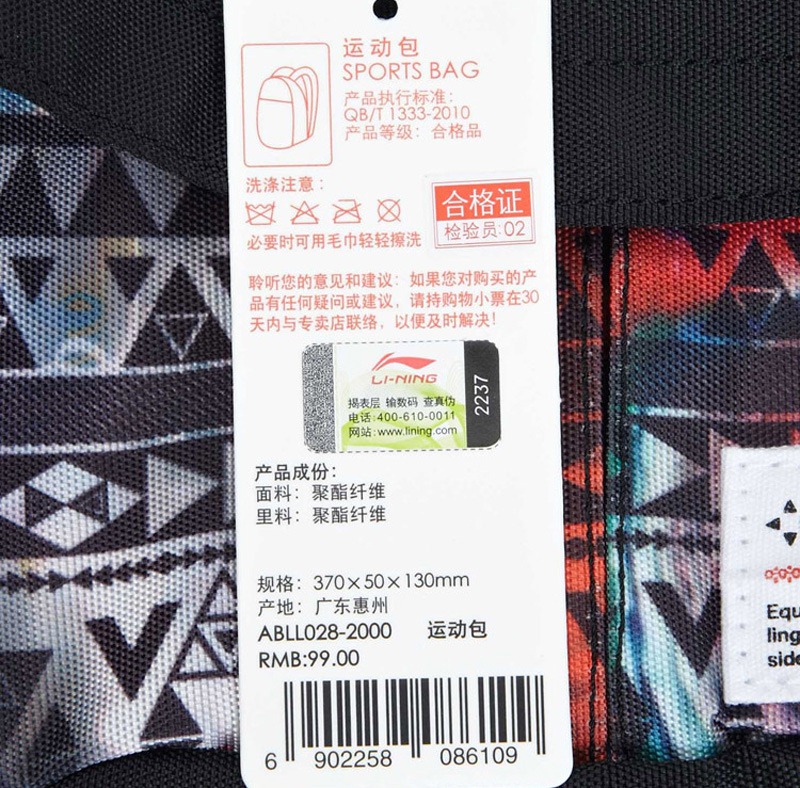 运动包
SPORTS BAG
产品执行标准：
QB/T 1333-2010
产品等级：合格品
洗涤注意：
必要时可用毛巾轻轻擦洗
合格证
检验员:02
聆听您的意见和建议：如果您对购买的产
品有任何疑问或建议，请持购物小票在30
天内与专卖店联络，以便及时解决！
LI-NING
揭表层 输数码 查真伪
电话:400-610-0011
网站:www.lining.com
2237
产品成份：
面料：聚酯纤维
里料：聚酯纤维
规格：370×50×130mm
产地：广东惠州
ABLL028-2000 运动包
RMB:99.00
6 902258 086109
Equ
ling
side